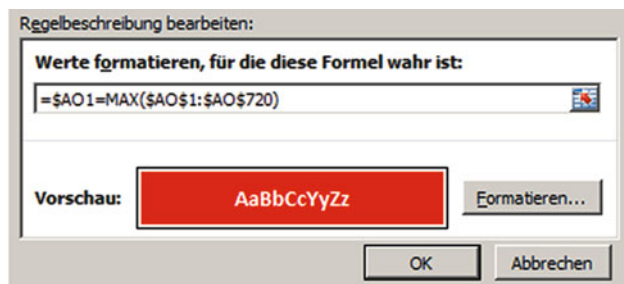 Regelbeschreibung bearbeiten:
Werte formatieren, für die diese Formel wahr ist:
=$AO1=MAX($AO$1:$AO$720)
Vorschau: AaBbCcYyZz Formatieren...
OK Abbrechen